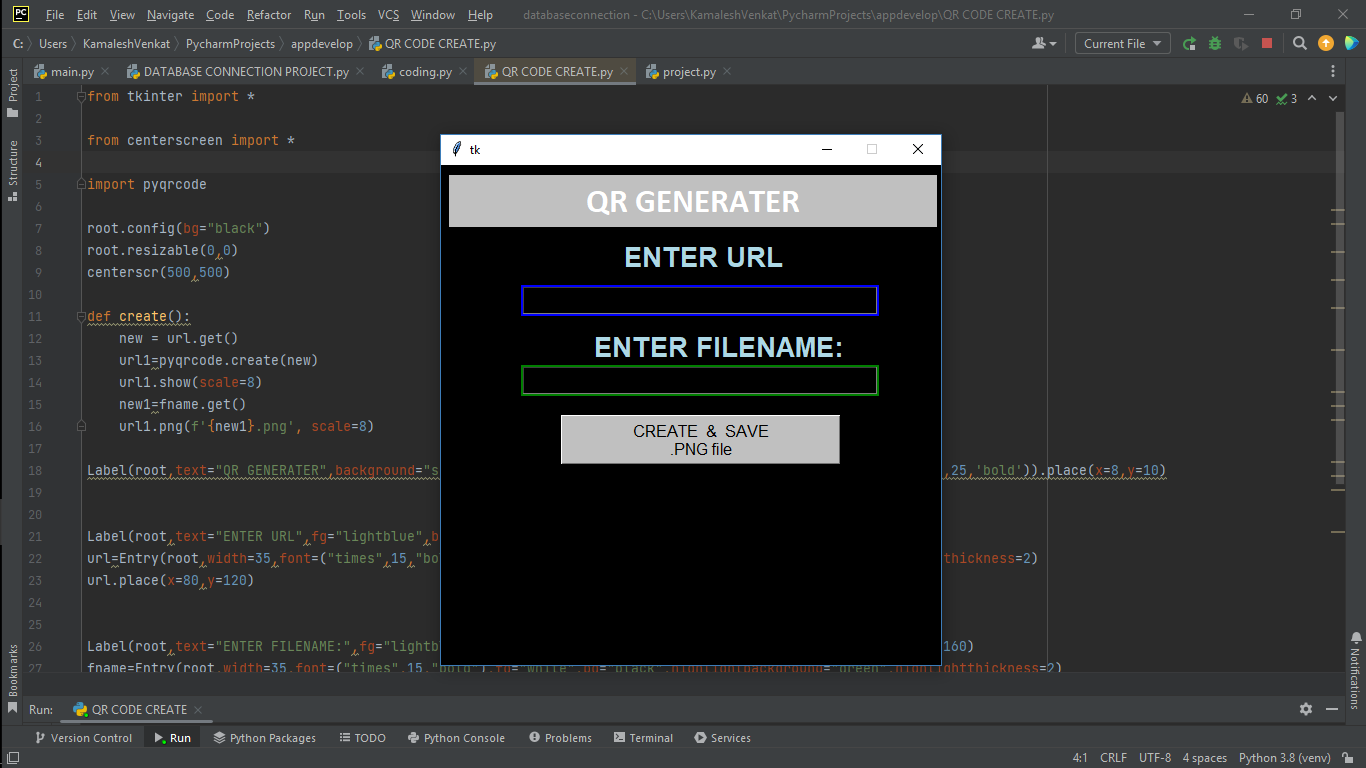 PC File Edit View Navigate Code Refactor Run Tools VCS Window Help databaseconnection - C:\Users\KamaleshVenkat\PycharmProjects\appdevelop\QR CODE CREATE.py
C: Users KamaleshVenkat PycharmProjects appdevelop QR CODE CREATE.py Current File
main.py DATABASE CONNECTION PROJECT.py coding.py QR CODE CREATE.py project.py
Project
Structure
Bookmarks
Notifications
60 3
1 from tkinter import *
2
3 from centerscreen import *
4
5 import pyqrcode
6
7 root.config(bg="black")
8 root.resizable(0,0)
9 centerscr(500,500)
10
11 def create():
12 new = url.get()
13 url1=pyqrcode.create(new)
14 url1.show(scale=8)
15 new1=fname.get()
16 url1.png(f'{new1}.png', scale=8)
17
18 Label(root,text="QR GENERATER",background="s ,25,'bold')).place(x=8,y=10)
19
20
21 Label(root,text="ENTER URL",fg="lightblue",b
22 url=Entry(root,width=35,font=("times",15,"bo thickness=2)
23 url.place(x=80,y=120)
24
25
26 Label(root,text="ENTER FILENAME:",fg="lightb 160)
27 fname=Entry(root,width=35,font=("times",15,"bold"),fg="white",bg="black",highlightbackground="green",highlightthickness=2)
tk
QR GENERATER
ENTER URL
ENTER FILENAME:
CREATE & SAVE
.PNG file
Run: QR CODE CREATE
Version Control Run Python Packages TODO Python Console Problems Terminal Services
4:1 CRLF UTF-8 4 spaces Python 3.8 (venv)